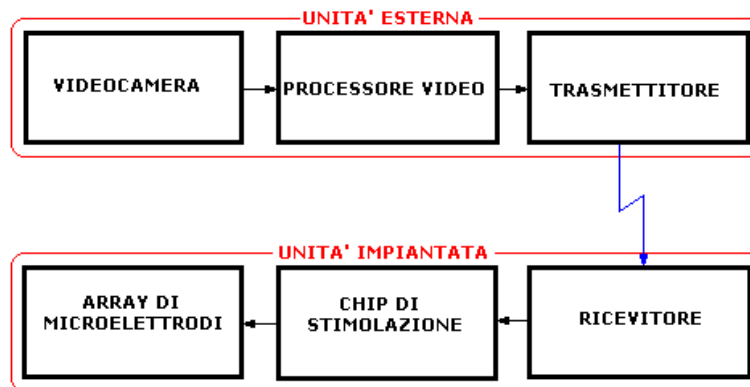 UNITA' ESTERNA
VIDEOCAMERA
PROCESSORE VIDEO
TRASMETTITORE
UNITA' IMPIANTATA
ARRAY DI
MICROELETTRODI
CHIP DI
STIMOLAZIONE
RICEVITORE